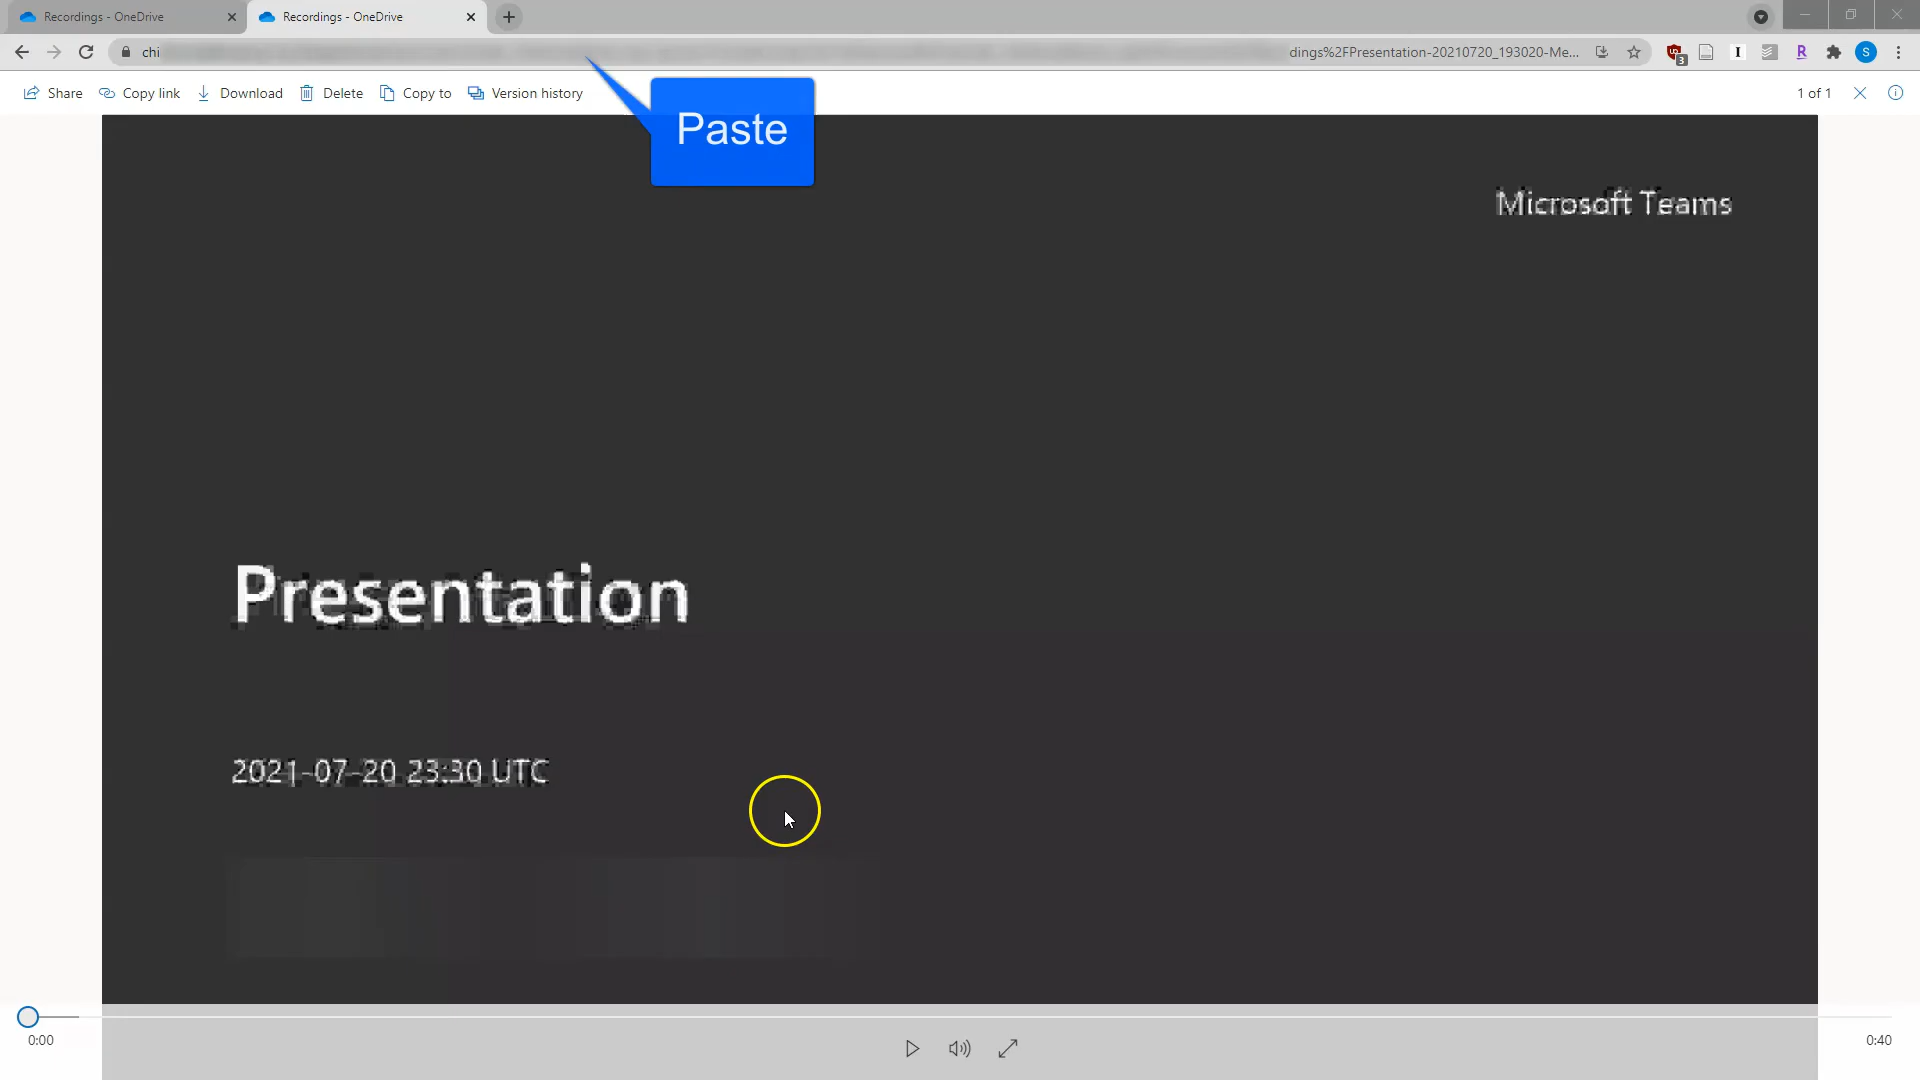 Recordings - OneDrive
Recordings - OneDrive
chi
dings%2FPresentation-20210720_193020-Me...
3
I
R
S
Share
Copy link
Download
Delete
Copy to
Version history
1 of 1
Paste
Microsoft Teams
Presentation
2021-07-20 23:30 UTC
0:00
0:40